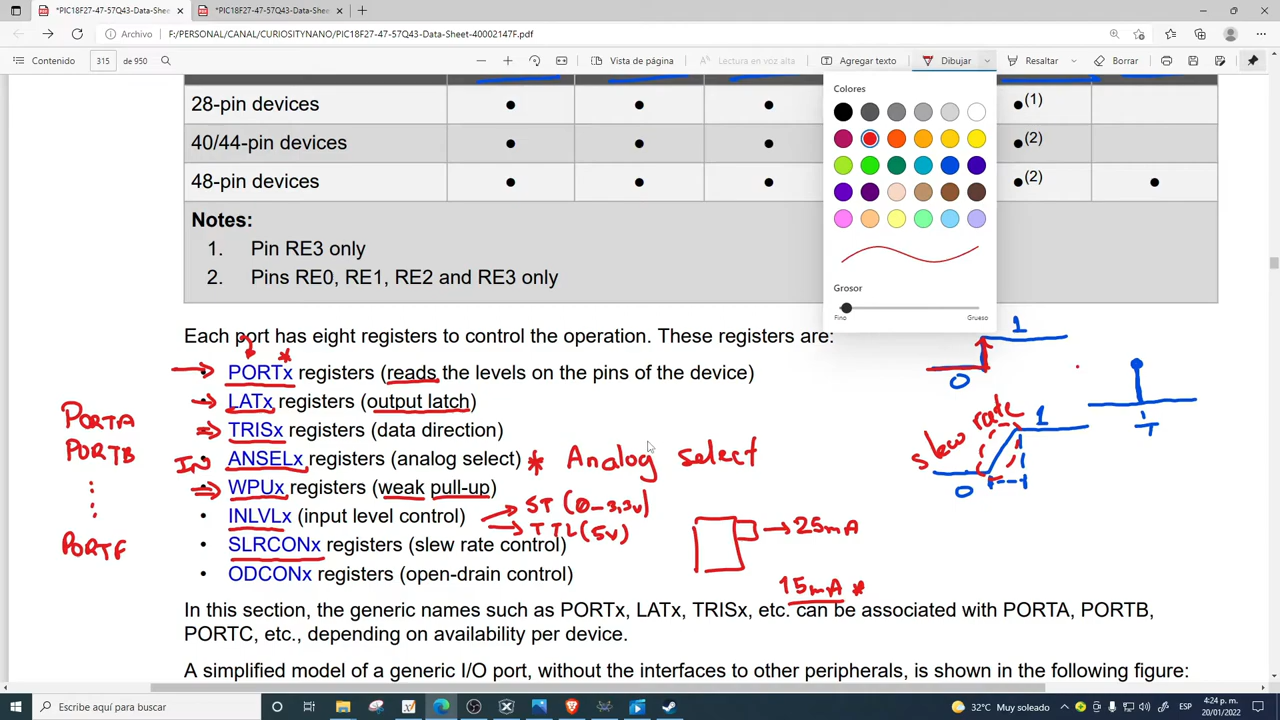 *PIC18F27-47-57Q43-Data-Shee
*PIC18F27-47-57Q43-Data-Sheet-4
Archivo
F:/PERSONAL/CANAL/CURIOSITYNANO/PIC18F27-47-57Q43-Data-Sheet-40002147F.pdf
Contenido
315
de 950
Vista de página
Lectura en voz alta
Agregar texto
Dibujar
Resaltar
Borrar
Colores
28-pin devices
(1)
40/44-pin devices
(2)
48-pin devices
(2)
Notes:
1. Pin RE3 only
2. Pins RE0, RE1, RE2 and RE3 only
Grosor
Fino
Grueso
Each port has eight registers to control the operation. These registers are:
1
0
• PORTx registers (reads the levels on the pins of the device)
• LATx registers (output latch)
PORTA
• TRISx registers (data direction)
PORTB
IN
ANSELx registers (analog select) * Analog select
• WPUx registers (weak pull-up)
ST (0-3,3v)
• INLVLx (input level control)
TTL (5v)
• SLRCONx registers (slew rate control)
PORTF
• ODCONx registers (open-drain control)
slew rate
1
0
T
25mA
15mA *
In this section, the generic names such as PORTx, LATx, TRISx, etc. can be associated with PORTA, PORTB,
PORTC, etc., depending on availability per device.
A simplified model of a generic I/O port, without the interfaces to other peripherals, is shown in the following figure:
Escribe aquí para buscar
32°C Muy soleado
ESP
4:24 p. m.
20/01/2022